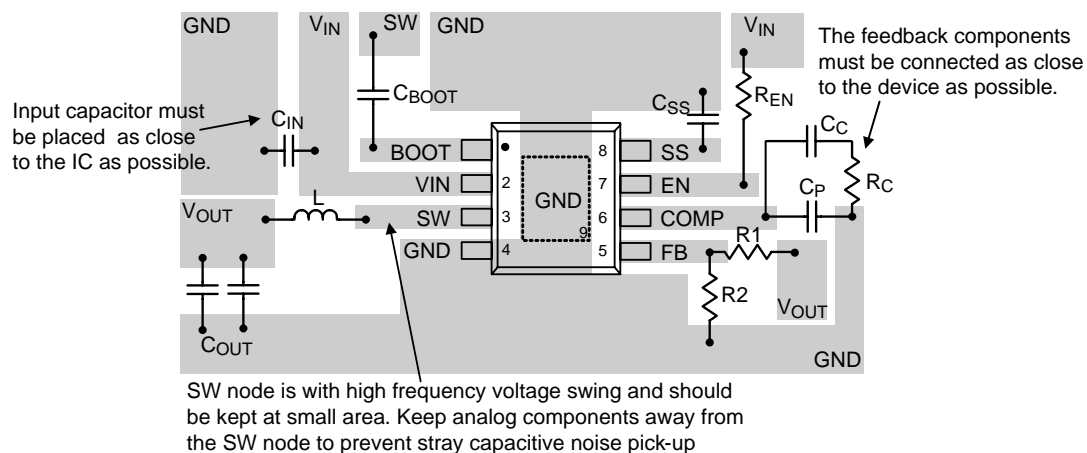 GND
VIN
SW
GND
VIN
The feedback components
must be connected as close
to the device as possible.
Input capacitor must
be placed as close
to the IC as possible.
CIN
CBOOT
CSS
REN
CC
RC
CP
BOOT
8
SS
VIN
2
7
EN
GND
L
VOUT
SW
3
6
COMP
9
GND
4
5
FB
R1
R2
VOUT
COUT
GND
SW node is with high frequency voltage swing and should
be kept at small area. Keep analog components away from
the SW node to prevent stray capacitive noise pick-up